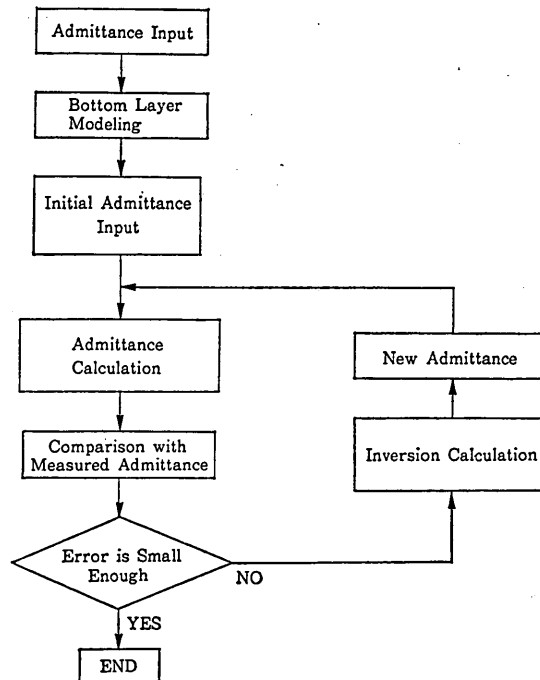 Admittance Input
Bottom Layer
Modeling
Initial Admittance
Input
Admittance
Calculation
New Admittance
Comparison with
Measured Admittance
Inversion Calculation
Error is Small
Enough
NO
YES
END